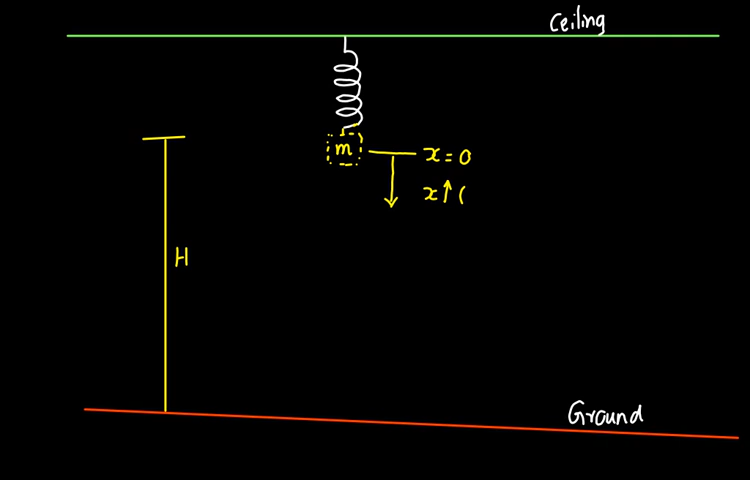 Ceiling
m
x = 0
x↑(
H
Ground